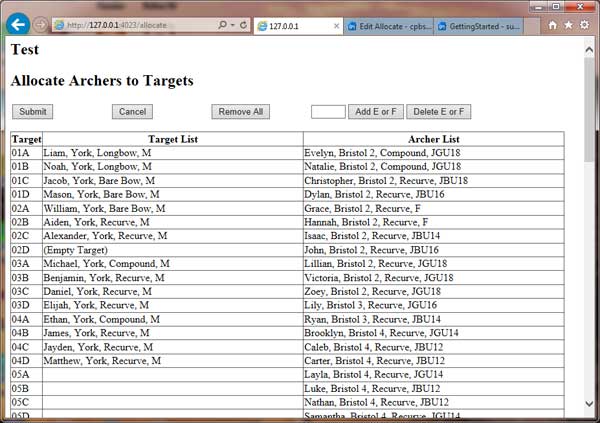 http://127.0.0.1:4023/allocate
127.0.0.1
Edit Allocate - cpbs...
GettingStarted - su...
Test
Allocate Archers to Targets
Submit Cancel Remove All Add E or F Delete E or F
Target Target List Archer List
01A Liam, York, Longbow, M Evelyn, Bristol 2, Compound, JGU18
01B Noah, York, Longbow, M Natalie, Bristol 2, Compound, JGU18
01C Jacob, York, Bare Bow, M Christopher, Bristol 2, Recurve, JBU18
01D Mason, York, Bare Bow, M Dylan, Bristol 2, Recurve, JBU16
02A William, York, Bare Bow, M Grace, Bristol 2, Recurve, F
02B Aiden, York, Recurve, M Hannah, Bristol 2, Recurve, F
02C Alexander, York, Recurve, M Isaac, Bristol 2, Recurve, JBU14
02D (Empty Target) John, Bristol 2, Recurve, JBU16
03A Michael, York, Compound, M Lillian, Bristol 2, Recurve, JGU18
03B Benjamin, York, Recurve, M Victoria, Bristol 2, Recurve, JGU18
03C Daniel, York, Recurve, M Zoey, Bristol 2, Recurve, JGU18
03D Elijah, York, Recurve, M Lily, Bristol 3, Recurve, JGU16
04A Ethan, York, Compound, M Ryan, Bristol 3, Recurve, JBU14
04B James, York, Recurve, M Brooklyn, Bristol 4, Recurve, JGU14
04C Jayden, York, Recurve, M Caleb, Bristol 4, Recurve, JBU12
04D Matthew, York, Recurve, M Carter, Bristol 4, Recurve, JBU12
05A Layla, Bristol 4, Recurve, JGU14
05B Luke, Bristol 4, Recurve, JBU12
05C Nathan, Bristol 4, Recurve, JBU12
05D Samantha, Bristol 4, Recurve, JGU14